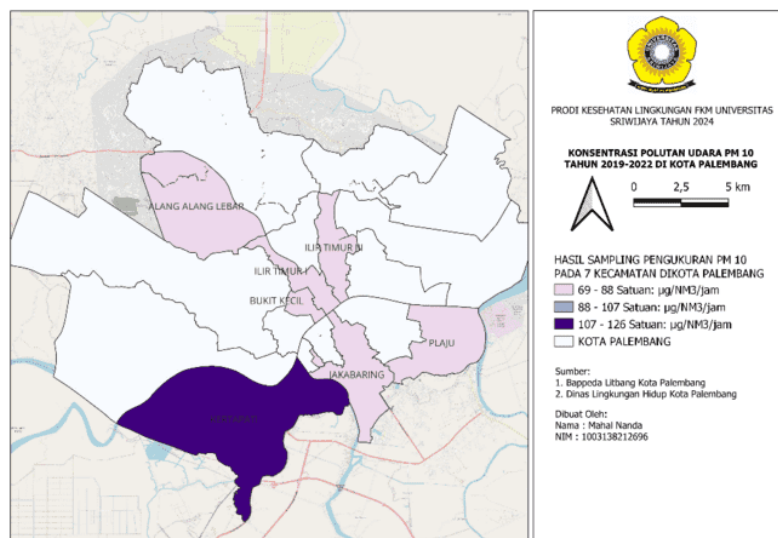 ALANG ALANG LEBAR
ILIR TIMUR III
ILIR TIMUR I
BUKIT KECIL
PLAJU
JAKABARING
KERTAPATI
PRODI KESEHATAN LINGKUNGAN FKM UNIVERSITAS
SRIWIJAYA TAHUN 2024
KONSENTRASI POLUTAN UDARA PM 10
TAHUN 2019-2022 DI KOTA PALEMBANG
0 2,5 5 km
HASIL SAMPLING PENGUKURAN PM 10
PADA 7 KECAMATAN DIKOTA PALEMBANG
69 - 88 Satuan: µg/NM3/jam
88 - 107 Satuan: µg/NM3/jam
107 - 126 Satuan: µg/NM3/jam
KOTA PALEMBANG
Sumber:
1. Bappeda Litbang Kota Palembang
2. Dinas Lingkungan Hidup Kota Palembang
Dibuat Oleh:
Nama : Mahal Nanda
NIM : 1003138212696